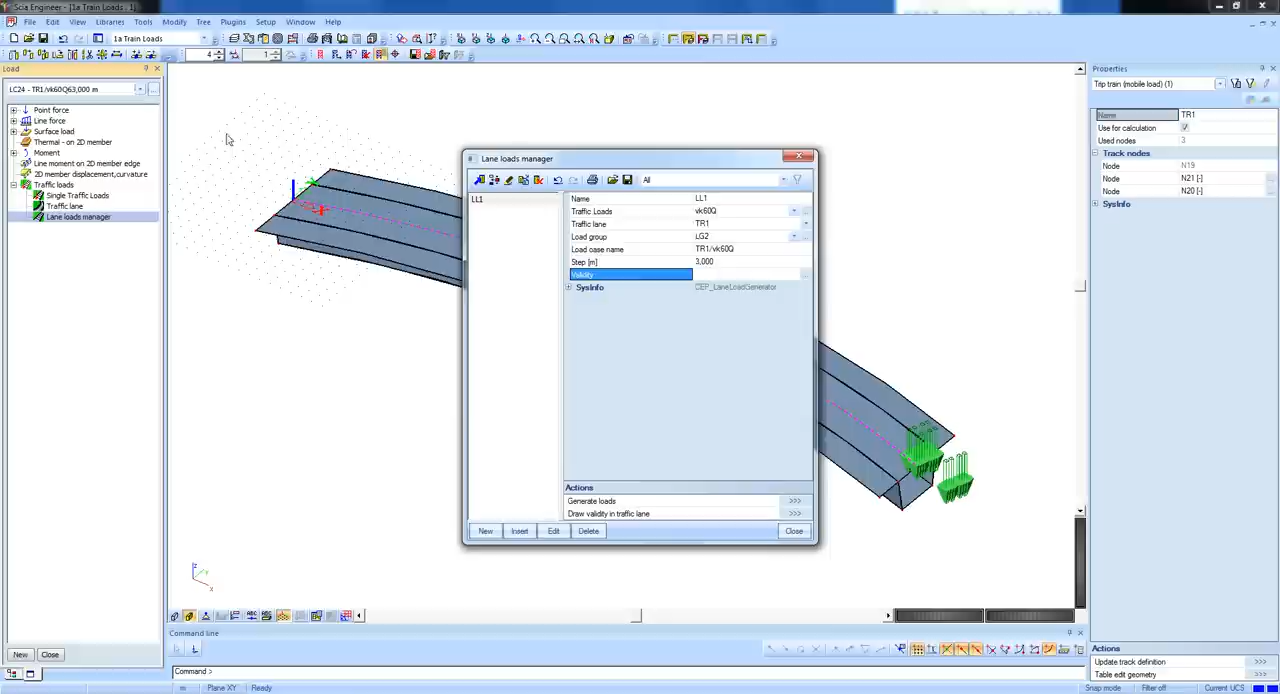 Scia Engineer - [1a Train Loads : 1]
File Edit View Libraries Tools Modify Tree Plugins Setup Window Help
1a Train Loads
4 1
Load
LC24 - TR1/vk60Q63,000 m
Point force
Line force
Surface load
Thermal - on 2D member
Moment
Line moment on 2D member edge
2D member displacement,curvature
Traffic loads
Single Traffic Loads
Traffic lane
Lane loads manager
New Close
Lane loads manager
All
LL1
Name LL1
Traffic Loads vk60Q
Traffic lane TR1
Load group LG2
Load case name TR1/vk60Q
Step [m] 3,000
Validity
SysInfo CEP_LaneLoadGenerator
Actions
Generate loads >>>
Draw validity in traffic lane >>>
New Insert Edit Delete Close
Properties
Trip train (mobile load) (1)
Name TR1
Use for calculation
Used nodes 3
Track nodes
Node N19
Node N21 [-]
Node N20 [-]
SysInfo
Actions
Update track definition >>>
Table edit geometry >>>
Command line
Command >
m Plane XY Ready Snap mode Filter off Current UCS